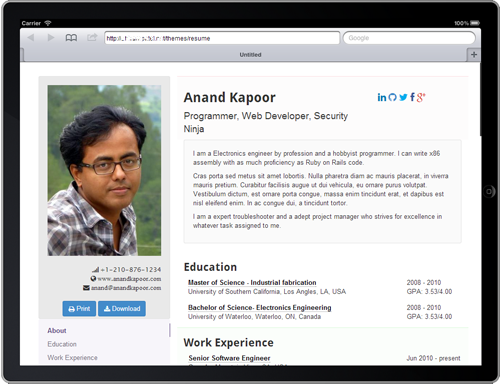 Carrier
100%
/themes/resume
Google
Untitled
Anand Kapoor
Programmer, Web Developer, Security
Ninja
I am a Electronics engineer by profession and a hobbyist programmer. I can write x86
assembly with as much proficiency as Ruby on Rails code.
Cras porta sed metus sit amet lobortis. Nulla pharetra diam ac mauris placerat, in viverra
mauris pretium. Curabitur facilisis augue ut dui vehicula, eu ornare purus volutpat.
Vestibulum dictum, est ornare porta congue, massa enim tincidunt erat, et dapibus est
nisl eleifend enim. In ac congue dui, a tincidunt tortor.
I am a expert troubleshooter and a adept project manager who strives for excellence in
whatever task assigned to me.
+1-210-876-1234
www.anandkapoor.com
anand@anandkapoor.com
Print
Download
About
Education
Work Experience
Education
Master of Science - Industrial fabrication 2008 - 2010
University of Southern California, Los Angles, LA, USA GPA: 3.53/4.00
Bachelor of Science- Electronics Engineering 2008 - 2010
University of Waterloo, Waterloo, ON, Canada GPA: 3.53/4.00
Work Experience
Senior Software Engineer Jun 2010 - present